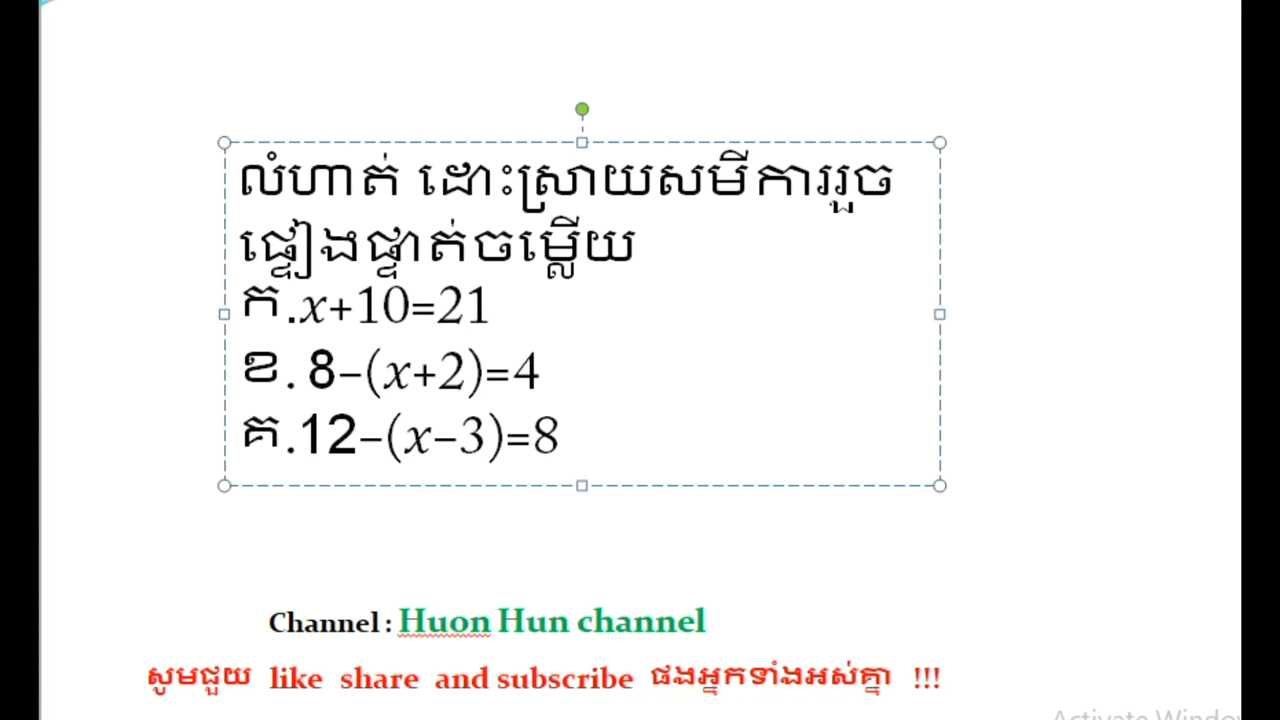 លំហាត់ ដោះស្រាយសមីការរួច
ផ្ទៀងផ្ទាត់ចម្លើយ
ក.x+10=21
ខ. 8−(x+2)=4
គ.12−(x−3)=8
Channel : Huon Hun channel
សូមជួយ like share and subscribe ផងអ្នកទាំងអស់គ្នា !!!